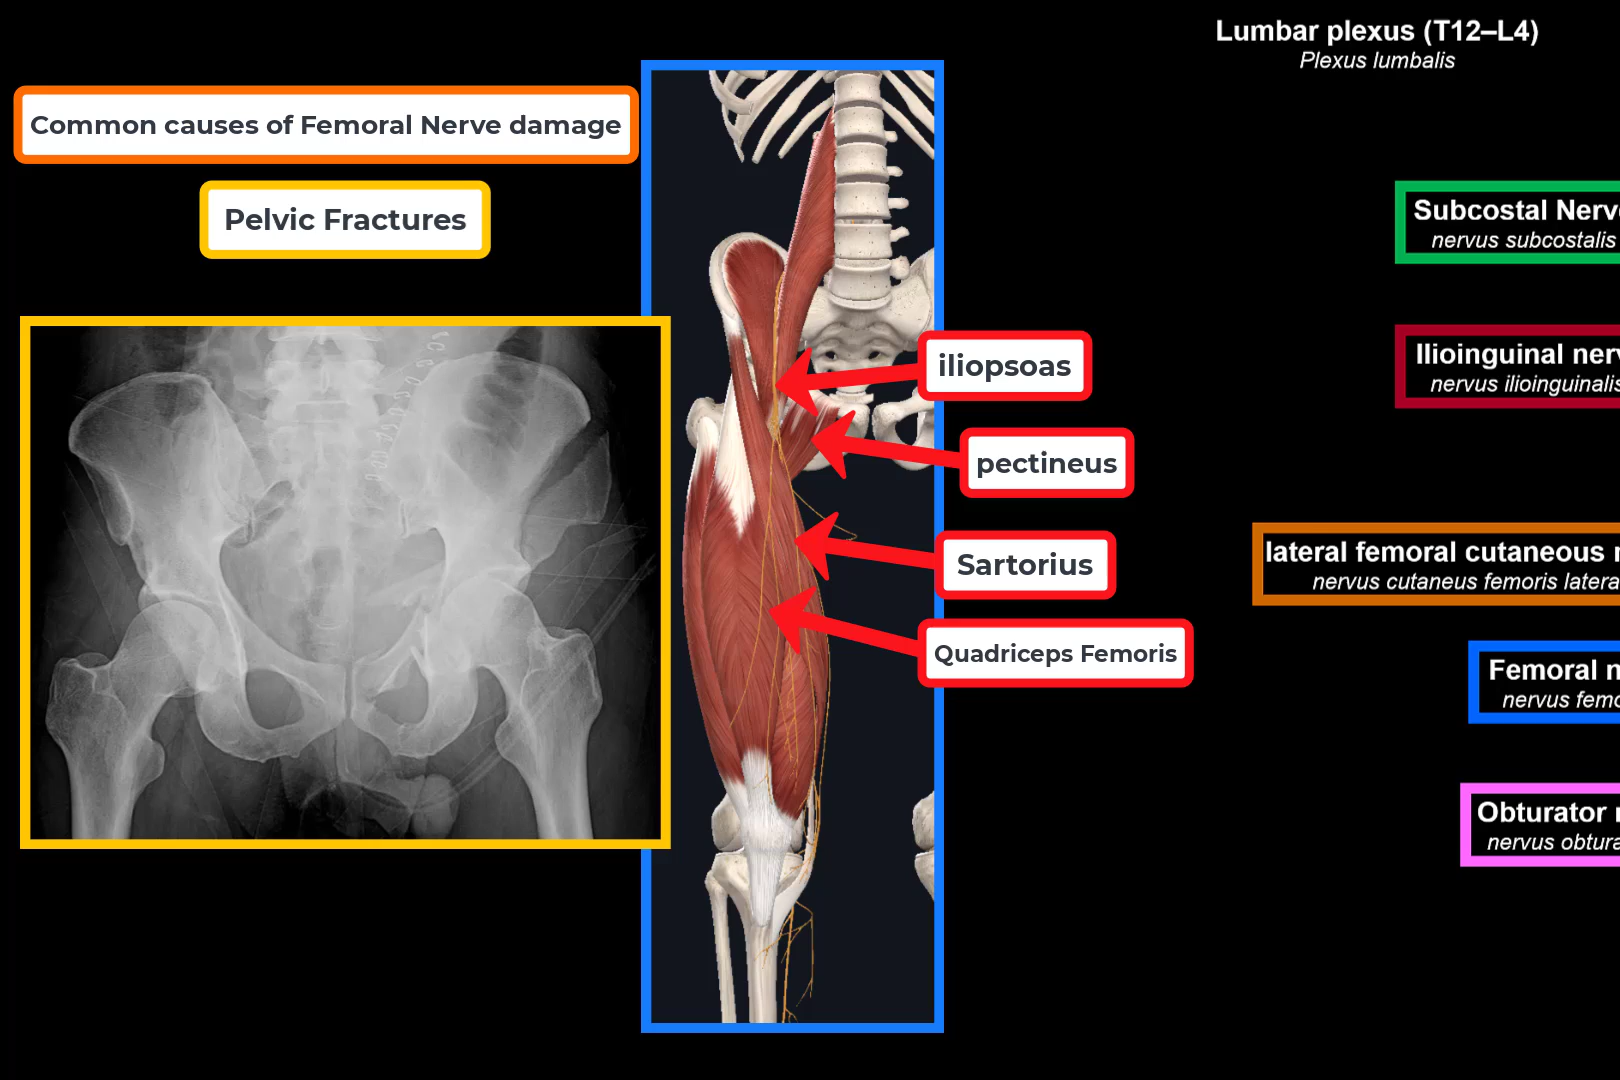 Lumbar plexus (T12–L4)
Plexus lumbalis
Common causes of Femoral Nerve damage
Pelvic Fractures
Subcostal Nerv
nervus subcostalis
Ilioinguinal nerv
nervus ilioinguinalis
iliopsoas
pectineus
lateral femoral cutaneous
nervus cutaneus femoris latera
Sartorius
Quadriceps Femoris
Femoral n
nervus femo
Obturator
nervus obtura